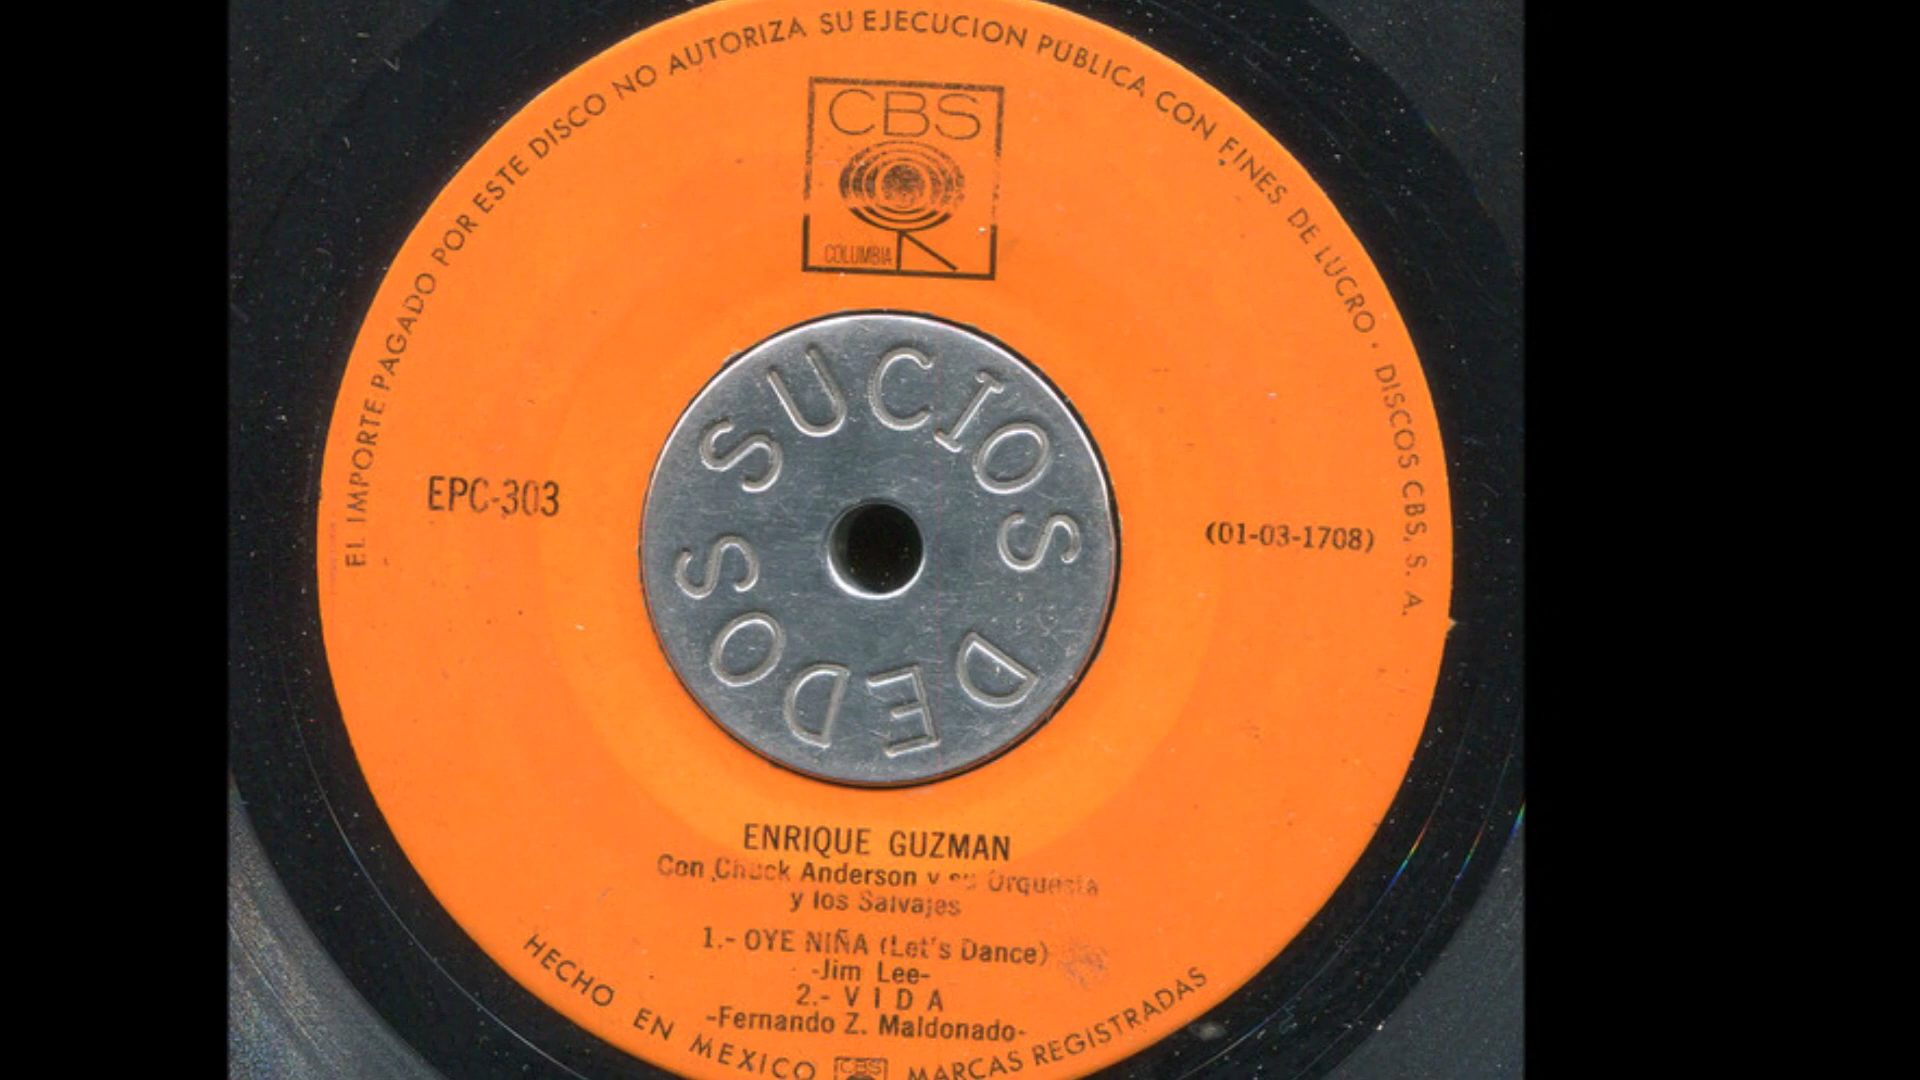 EL IMPORTE PAGADO POR ESTE DISCO NO AUTORIZA SU EJECUCION PUBLICA CON FINES DE LUCRO · DISCOS CBS, S. A.
CBS
COLUMBIA
SUCIOS DEDOS
EPC-303
(01-03-1708)
ENRIQUE GUZMAN
Con Chuck Anderson y su Orquesta
y los Salvajes
1.- OYE NIÑA (Let's Dance)
-Jim Lee-
2.- V I D A
-Fernando Z. Maldonado-
HECHO EN MEXICO CBS MARCAS REGISTRADAS